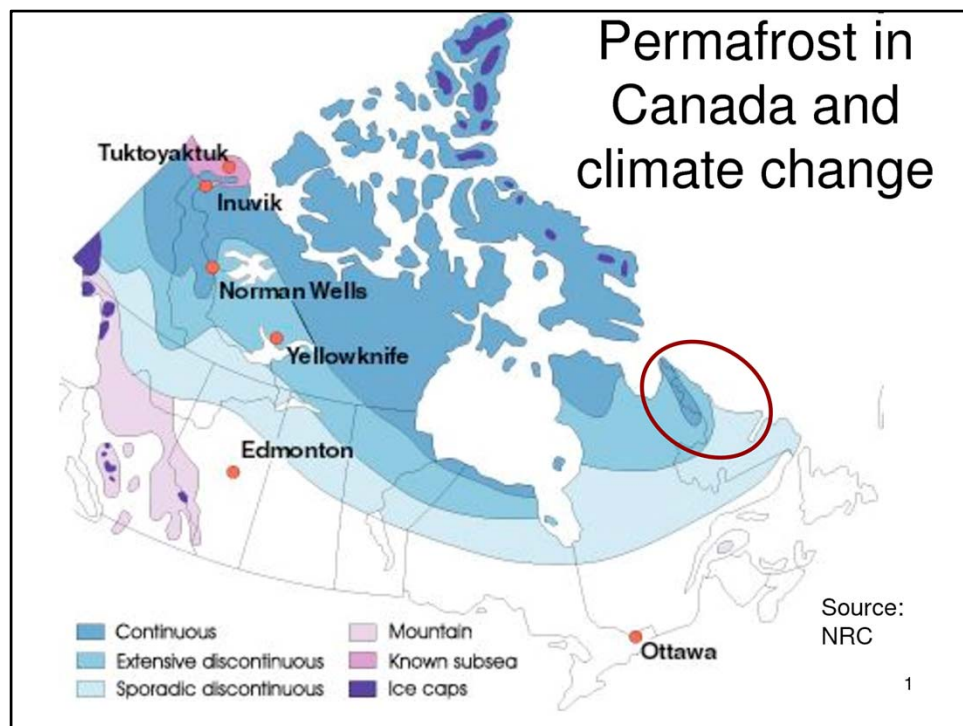 Permafrost in
Canada and
climate change
Tuktoyaktuk
Inuvik
Norman Wells
Yellowknife
Edmonton
Ottawa
Source:
NRC
Continuous
Extensive discontinuous
Sporadic discontinuous
Mountain
Known subsea
Ice caps
1